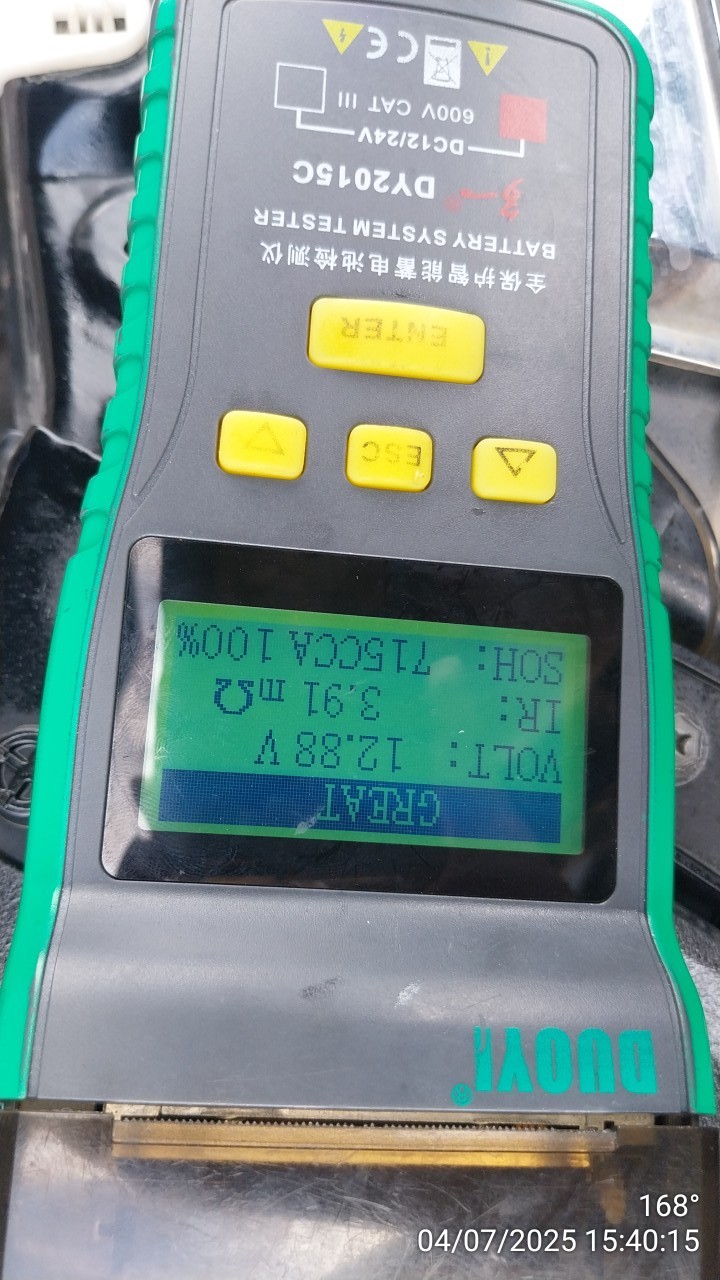 DUOYI®
GREAT
VOLT: 12.88 V
IR: 3.91 mΩ
SOH: 715CCA 100%
ESC
ENTER
全保护智能蓄电池检测仪
BATTERY SYSTEM TESTER
DY2015C
DC12/24V
600V CAT III
CE
168°
04/07/2025 15:40:15